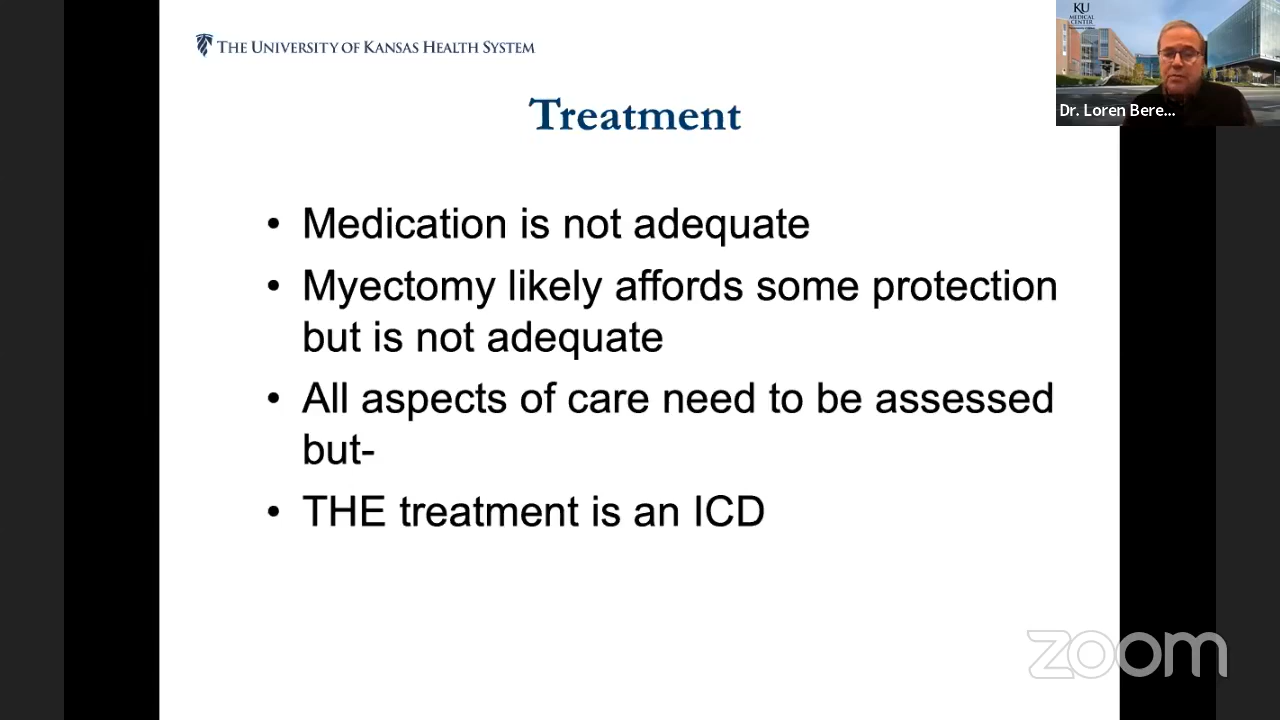 THE UNIVERSITY OF KANSAS HEALTH SYSTEM
KU
MEDICAL
CENTER
Dr. Loren Bere...
Treatment
• Medication is not adequate
• Myectomy likely affords some protection
but is not adequate
• All aspects of care need to be assessed
but-
• THE treatment is an ICD
zoom